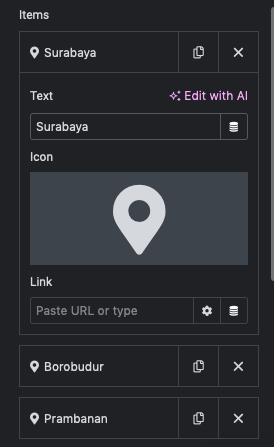 Items
Surabaya
Text
Edit with AI
Surabaya
Icon
Link
Paste URL or type
Borobudur
Prambanan